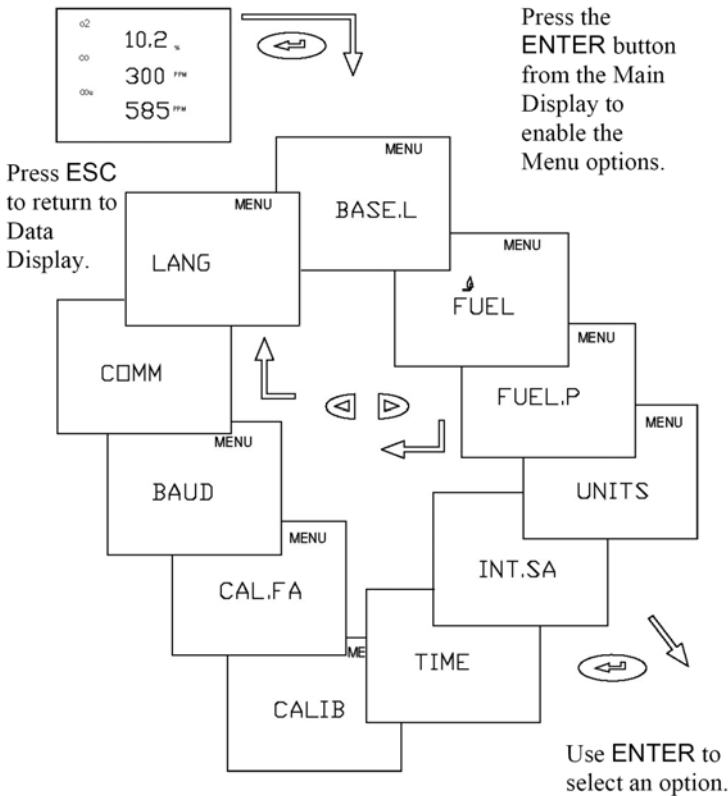 O2
10.2 %
CO
300 PPM
585 PPM
Press the
ENTER button
from the Main
Display to
enable the
Menu options.
Press ESC
to return to
Data
Display.
MENU
BASE.L
MENU
LANG
MENU
FUEL
COMM
MENU
FUEL.P
MENU
UNITS
MENU
BAUD
MENU
CAL.FA
INT.SA
ME
CALIB
TIME
Use ENTER to
select an option.